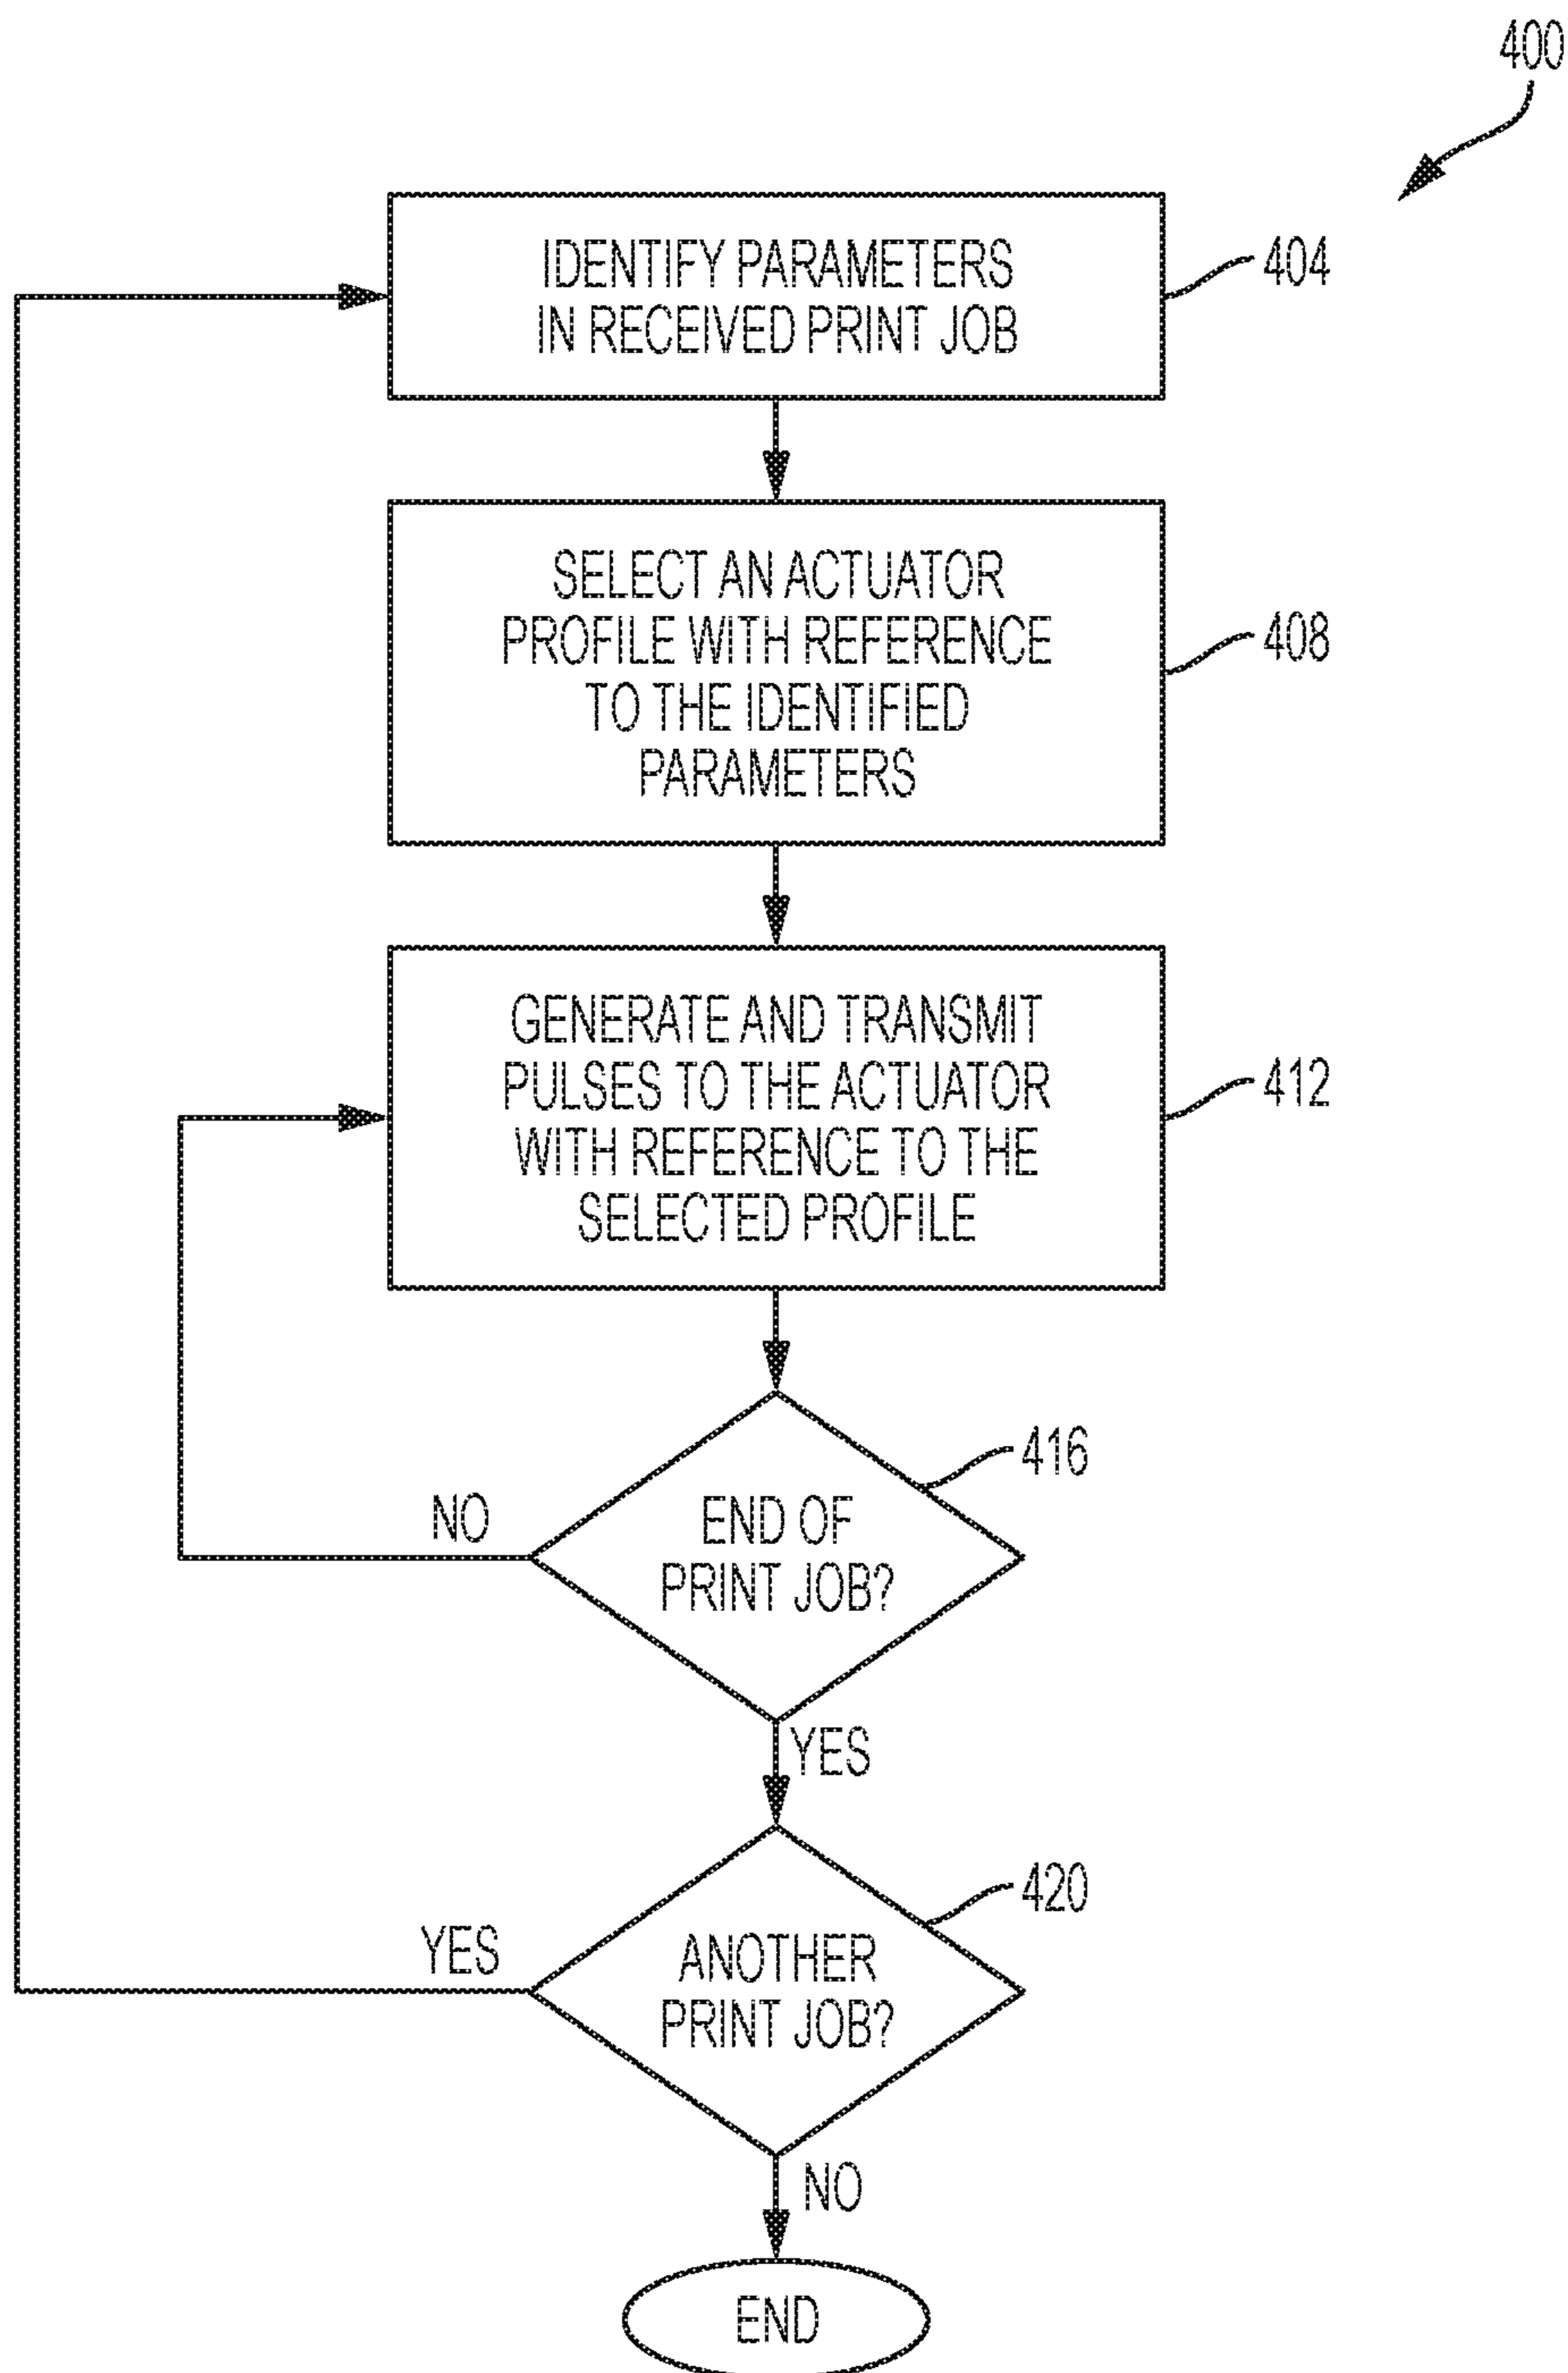 400
IDENTIFY PARAMETERS
IN RECEIVED PRINT JOB
404
SELECT AN ACTUATOR
PROFILE WITH REFERENCE
TO THE IDENTIFIED
PARAMETERS
408
GENERATE AND TRANSMIT
PULSES TO THE ACTUATOR
WITH REFERENCE TO THE
SELECTED PROFILE
412
416
NO
END OF
PRINT JOB?
YES
420
YES
ANOTHER
PRINT JOB?
NO
END